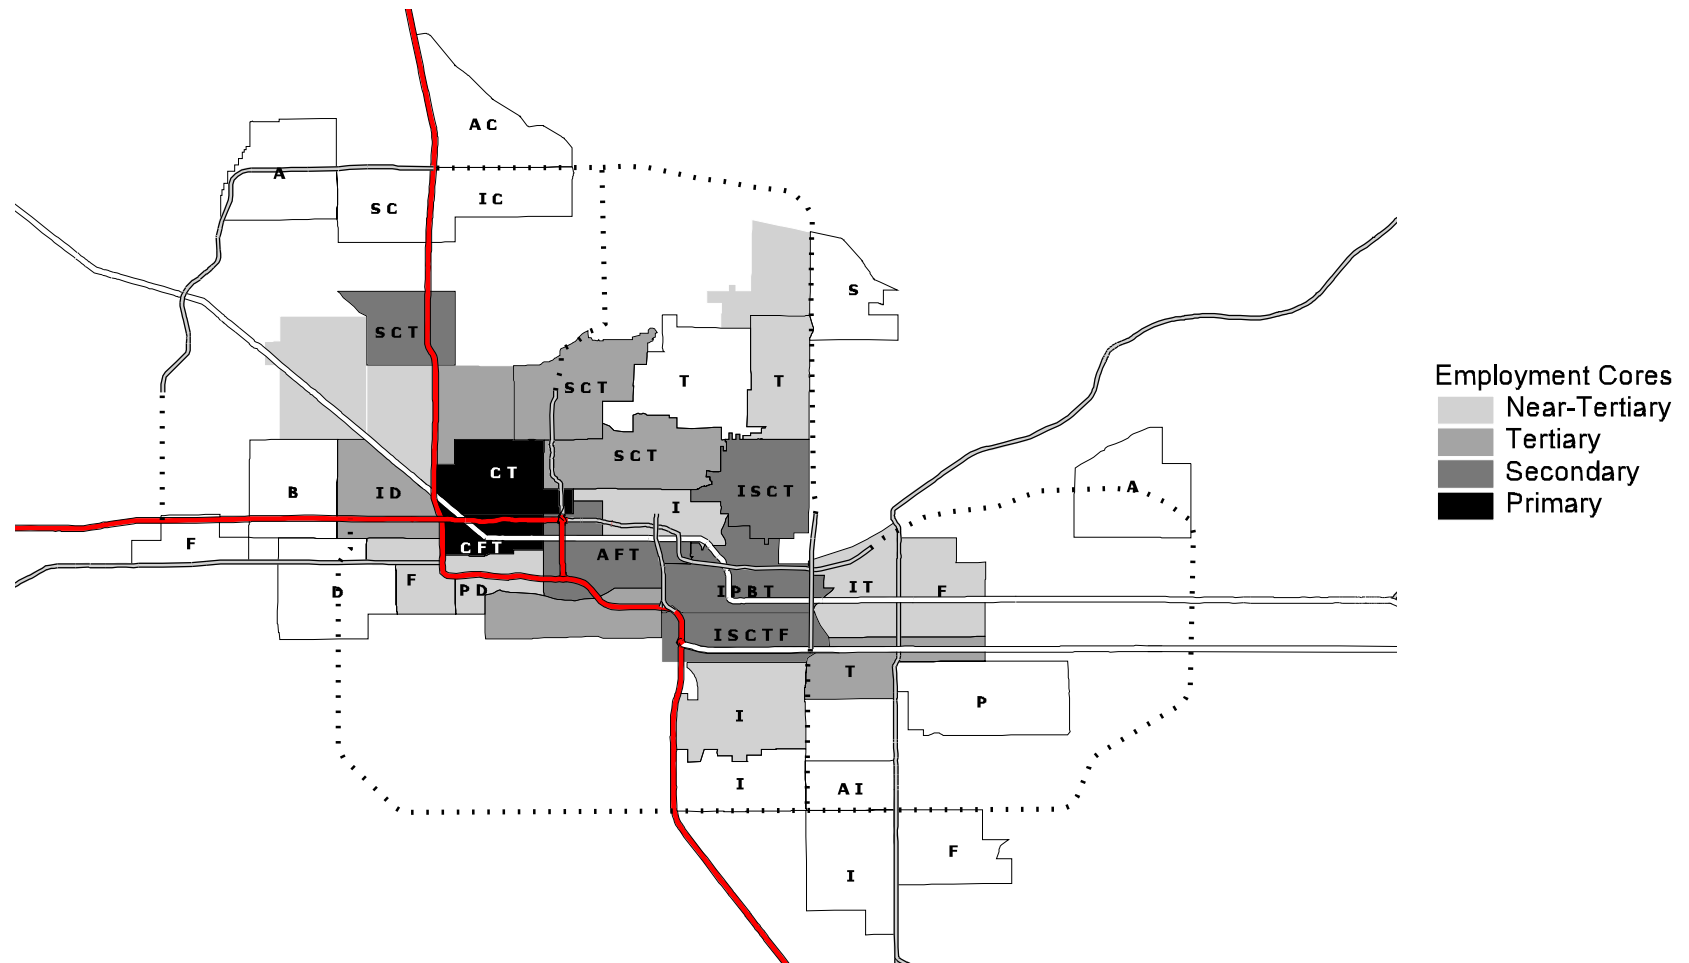 A C
A
S C
I C
S
S C T
S C T
T
T
S C T
C T
I S C T
B
I D
A
I
F
C F T
A F T
D
F
P D
I P B T
I T
F
I S C T F
T
P
I
I
A I
F
I
Employment Cores
Near-Tertiary
Tertiary
Secondary
Primary